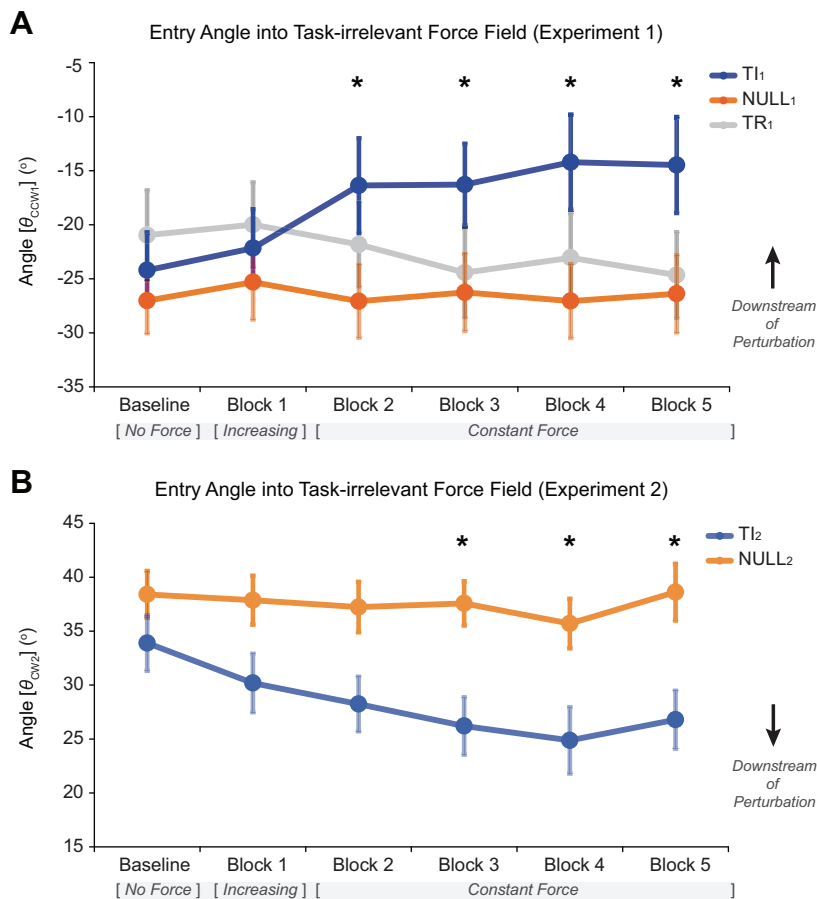 A
Entry Angle into Task-irrelevant Force Field (Experiment 1)
-5
-10
-15
-20
-25
-30
-35
Angle [θCCW1] (°)
* * * *
TI1
NULL1
TR1
Downstream
of
Perturbation
Baseline Block 1 Block 2 Block 3 Block 4 Block 5
[ No Force ] [ Increasing ] [ Constant Force ]
B
Entry Angle into Task-irrelevant Force Field (Experiment 2)
45
40
35
30
25
20
15
Angle [θCW2] (°)
* * *
TI2
NULL2
Downstream
of
Perturbation
Baseline Block 1 Block 2 Block 3 Block 4 Block 5
[ No Force ] [ Increasing ] [ Constant Force ]